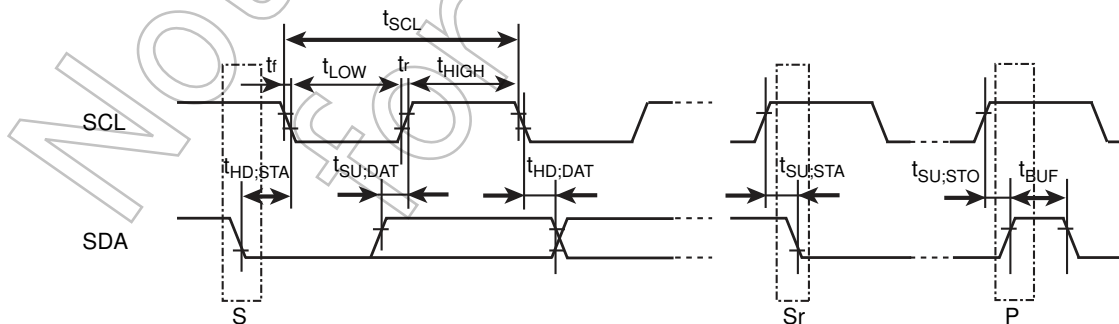 tSCL
tf tLOW tr tHIGH
SCL
tHD;STA tSU;DAT tHD;DAT tSU;STA tSU;STO tBUF
SDA
S Sr P
for